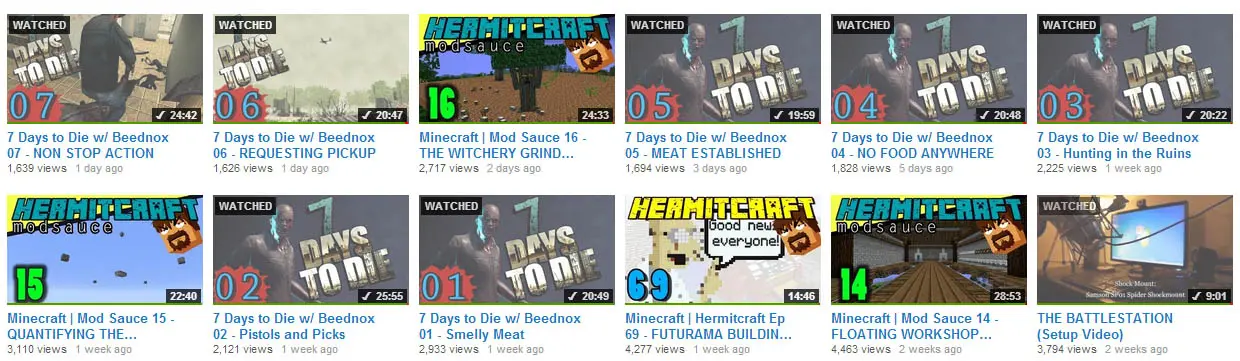 WATCHED
DAYS
TO DIE
07
24:42
7 Days to Die w/ Beednox
07 - NON STOP ACTION
1,639 views 1 day ago
WATCHED
DAYS
TO DIE
06
20:47
7 Days to Die w/ Beednox
06 - REQUESTING PICKUP
1,626 views 1 day ago
HERMITCRAFT
modsauce
16
24:33
Minecraft | Mod Sauce 16 -
THE WITCHERY GRIND...
2,717 views 2 days ago
WATCHED
7
DAYS
TO DIE
05
19:59
7 Days to Die w/ Beednox
05 - MEAT ESTABLISHED
1,694 views 3 days ago
WATCHED
7
DAYS
TO DIE
04
20:48
7 Days to Die w/ Beednox
04 - NO FOOD ANYWHERE
1,828 views 5 days ago
WATCHED
7
DAYS
TO DIE
03
20:22
7 Days to Die w/ Beednox
03 - Hunting in the Ruins
2,225 views 1 week ago
HERMITCRAFT
modsauce
15
22:40
Minecraft | Mod Sauce 15 -
QUANTIFYING THE...
3,110 views 1 week ago
WATCHED
7
DAYS
TO DIE
02
25:55
7 Days to Die w/ Beednox
02 - Pistols and Picks
2,121 views 1 week ago
WATCHED
7
DAYS
TO DIE
01
20:49
7 Days to Die w/ Beednox
01 - Smelly Meat
2,933 views 1 week ago
HERMITCRAFT
Good news
everyone!
69
14:46
Minecraft | Hermitcraft Ep
69 - FUTURAMA BUILDIN...
4,277 views 1 week ago
HERMITCRAFT
modsauce
14
28:53
Minecraft | Mod Sauce 14 -
FLOATING WORKSHOP...
4,463 views 2 weeks ago
WATCHED
Shock Mount:
Samson SP01 Spider Shockmount
9:01
THE BATTLESTATION
(Setup Video)
3,794 views 2 weeks ago